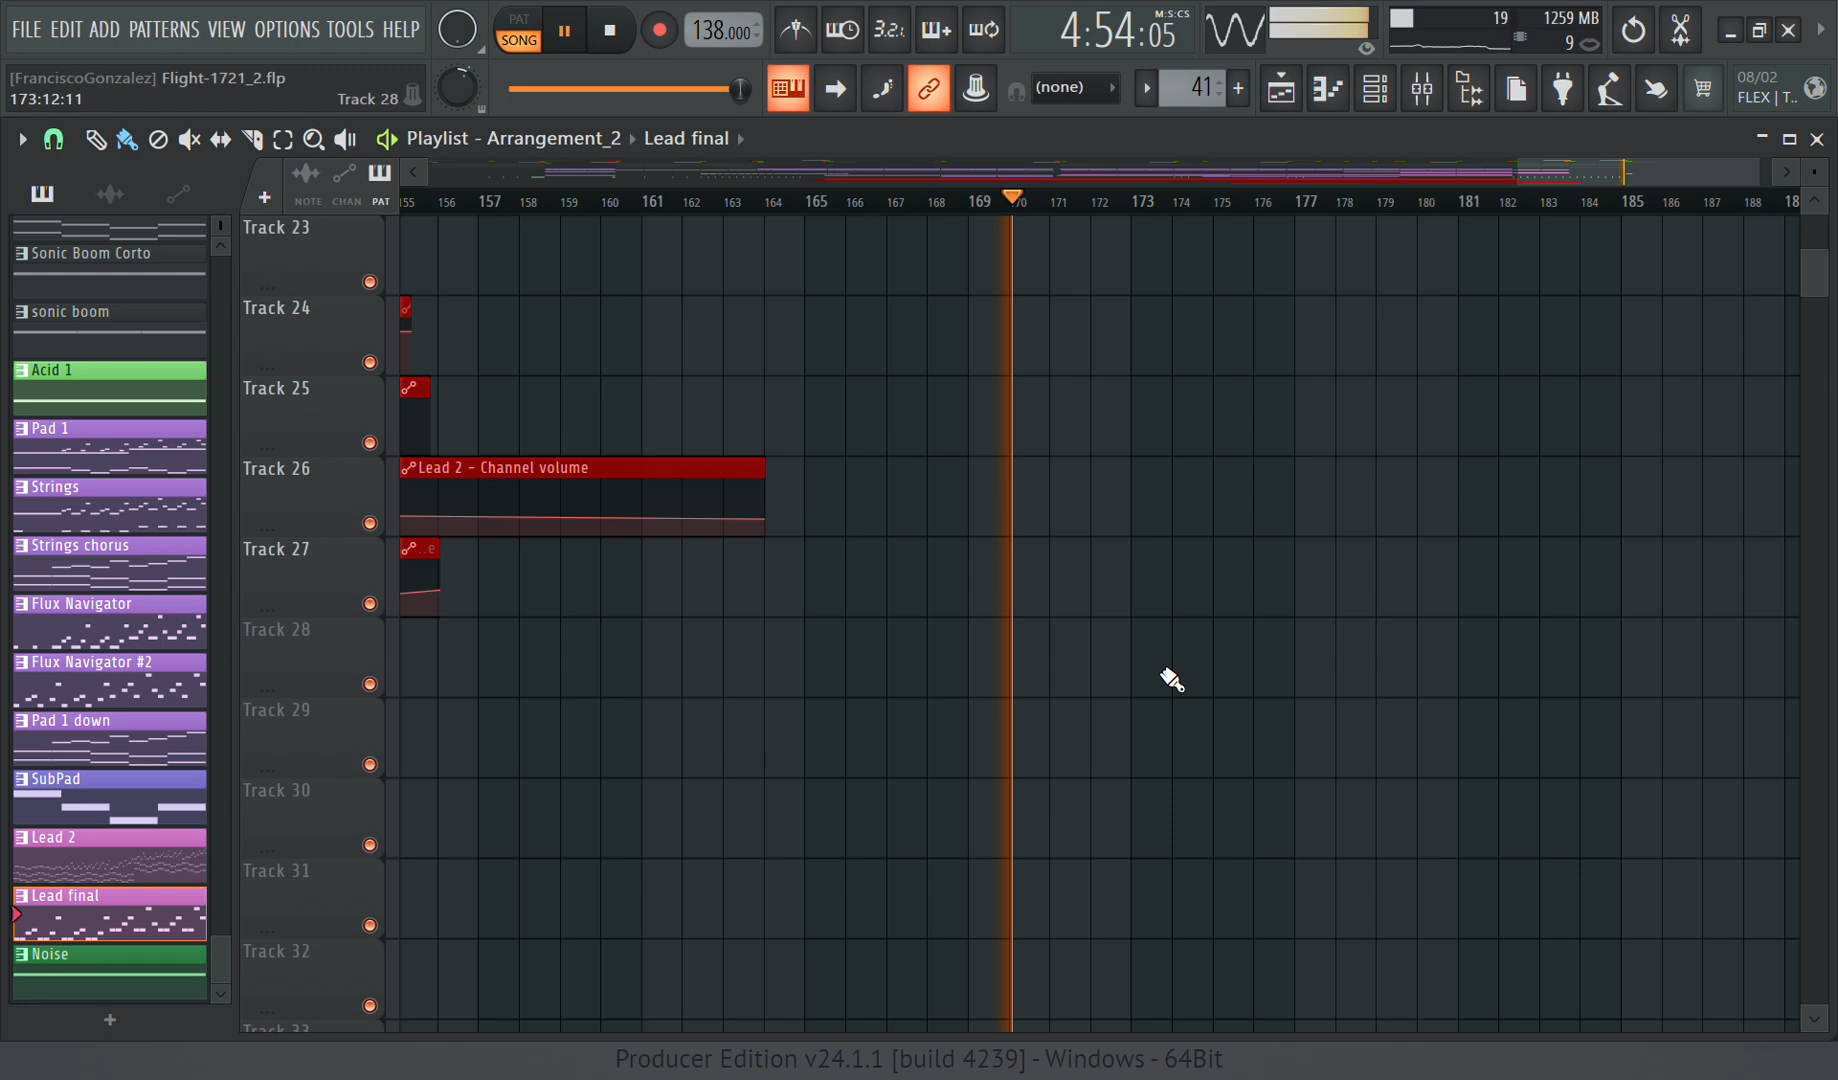 FILE EDIT ADD PATTERNS VIEW OPTIONS TOOLS HELP
PAT
SONG
138.000
3.2.
4:54:05
M:S:CS
19
1259 MB
9
[FranciscoGonzalez] Flight-1721_2.flp
173:12:11
Track 28
(none)
41
08/02
FLEX | T..
Playlist - Arrangement_2 › Lead final
NOTE CHAN PAT
155 156 157 158 159 160 161 162 163 164 165 166 167 168 169 70 171 172 173 174 175 176 177 178 179 180 181 182 183 184 185 186 187 188 18
Sonic Boom Corto
sonic boom
Acid 1
Pad 1
Strings
Strings chorus
Flux Navigator
Flux Navigator #2
Pad 1 down
SubPad
Lead 2
Lead final
Noise
Track 23
Track 24
Track 25
Track 26
Lead 2 - Channel volume
Track 27
..e
Track 28
Track 29
Track 30
Track 31
Track 32
Track 33
Producer Edition v24.1.1 [build 4239] - Windows - 64Bit